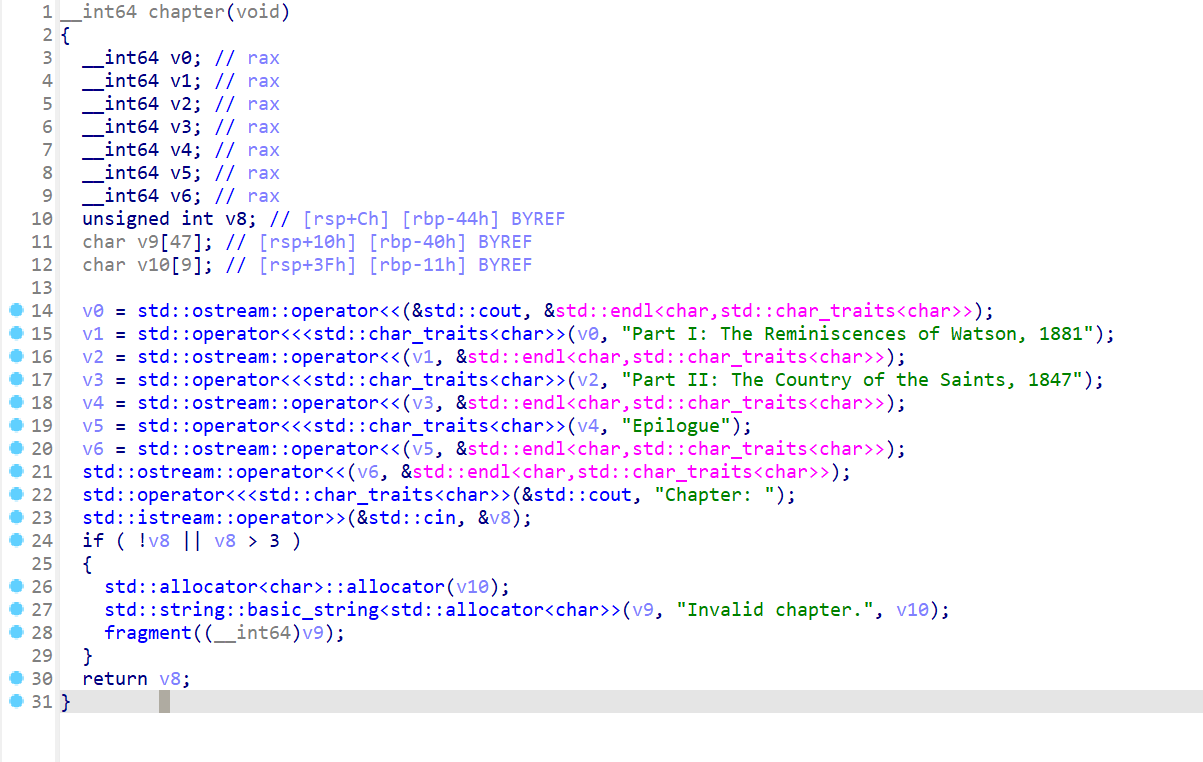 1 __int64 chapter(void)
2 {
3   __int64 v0; // rax
4   __int64 v1; // rax
5   __int64 v2; // rax
6   __int64 v3; // rax
7   __int64 v4; // rax
8   __int64 v5; // rax
9   __int64 v6; // rax
10   unsigned int v8; // [rsp+Ch] [rbp-44h] BYREF
11   char v9[47]; // [rsp+10h] [rbp-40h] BYREF
12   char v10[9]; // [rsp+3Fh] [rbp-11h] BYREF
13
14   v0 = std::ostream::operator<<(&std::cout, &std::endl<char,std::char_traits<char>>);
15   v1 = std::operator<<<std::char_traits<char>>(v0, "Part I: The Reminiscences of Watson, 1881");
16   v2 = std::ostream::operator<<(v1, &std::endl<char,std::char_traits<char>>);
17   v3 = std::operator<<<std::char_traits<char>>(v2, "Part II: The Country of the Saints, 1847");
18   v4 = std::ostream::operator<<(v3, &std::endl<char,std::char_traits<char>>);
19   v5 = std::operator<<<std::char_traits<char>>(v4, "Epilogue");
20   v6 = std::ostream::operator<<(v5, &std::endl<char,std::char_traits<char>>);
21   std::ostream::operator<<(v6, &std::endl<char,std::char_traits<char>>);
22   std::operator<<<std::char_traits<char>>(&std::cout, "Chapter: ");
23   std::istream::operator>>(&std::cin, &v8);
24   if ( !v8 || v8 > 3 )
25   {
26     std::allocator<char>::allocator(v10);
27     std::string::basic_string<std::allocator<char>>(v9, "Invalid chapter.", v10);
28     fragment((__int64)v9);
29   }
30   return v8;
31 }